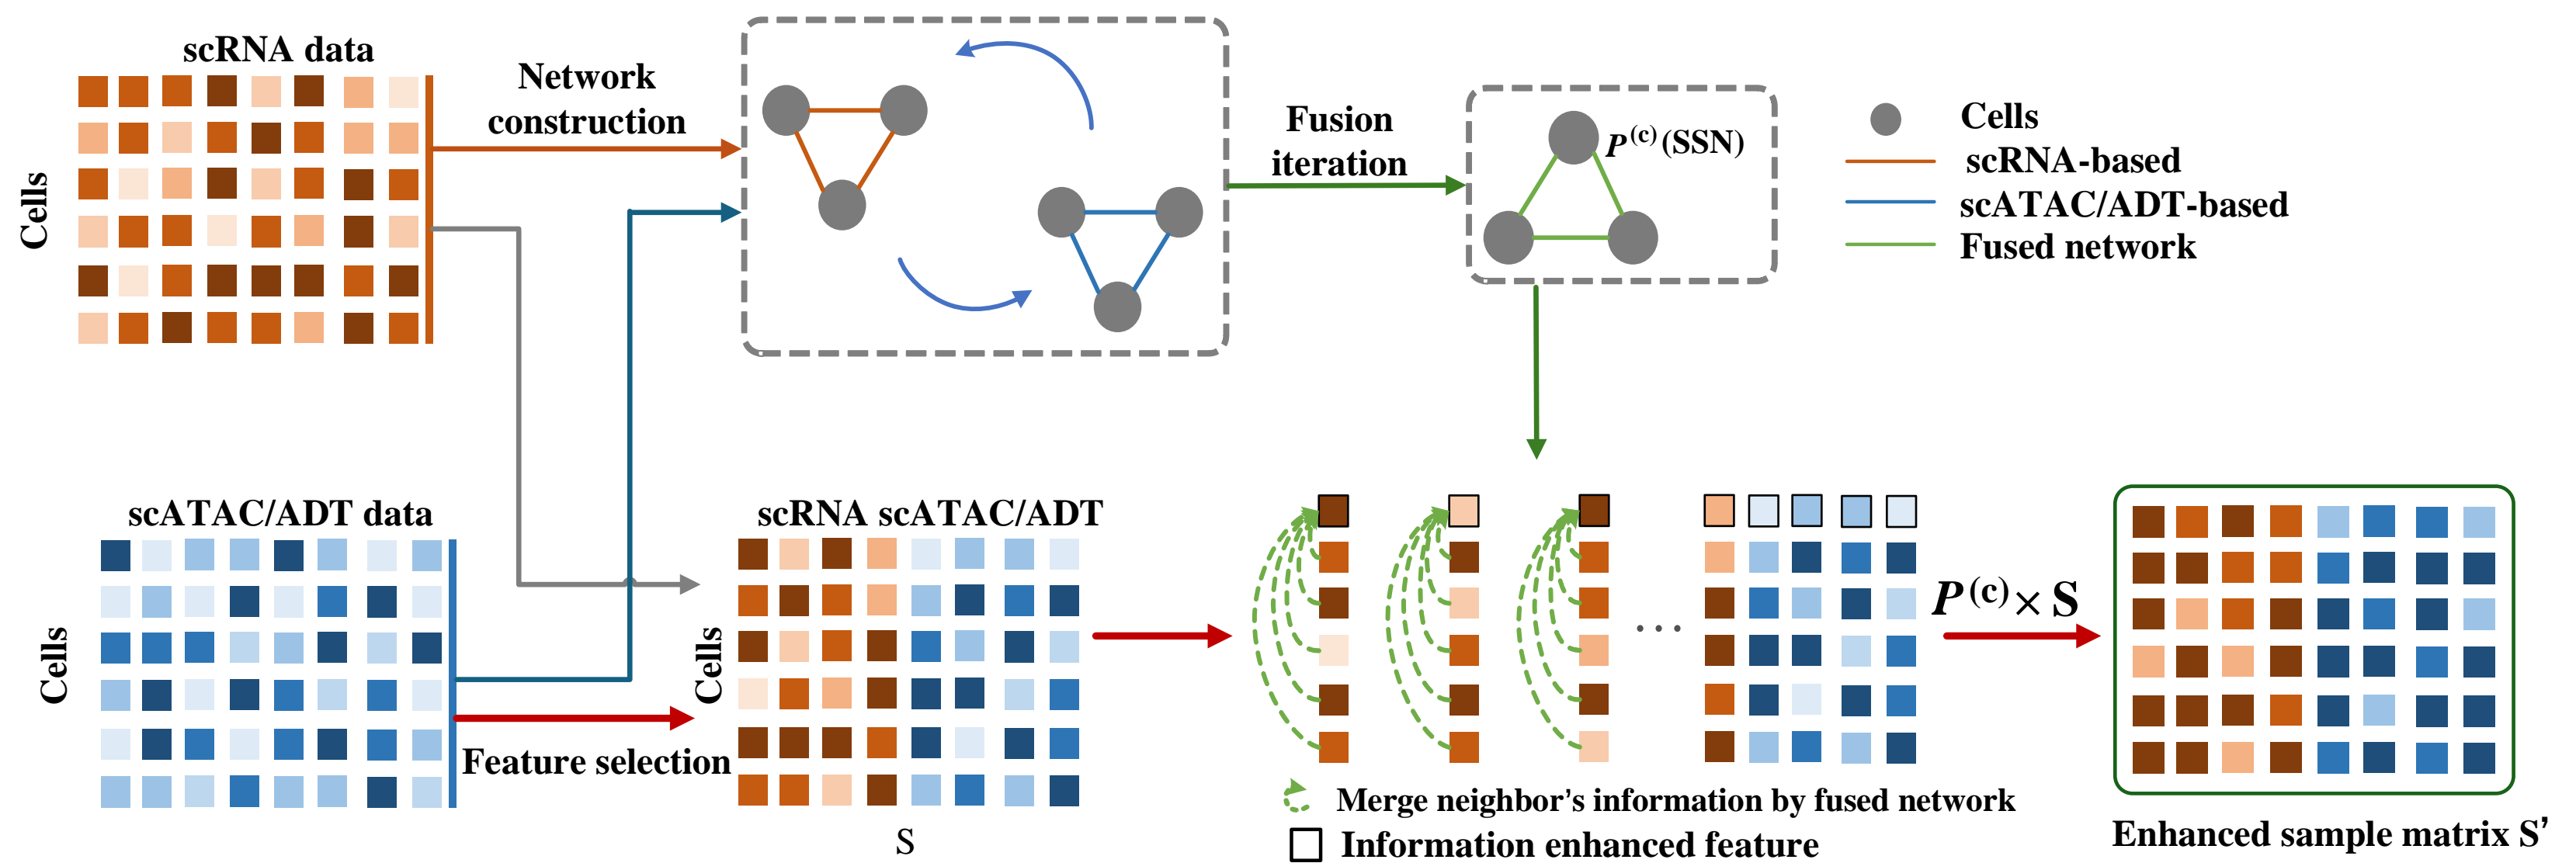 scRNA data
Cells
Network
construction
Fusion
iteration
P(c)(SSN)
Cells
scRNA-based
scATAC/ADT-based
Fused network
scATAC/ADT data
Cells
Feature selection
scRNA scATAC/ADT
Cells
S
...
P(c)× S
Merge neighbor's information by fused network
Information enhanced feature
Enhanced sample matrix S’